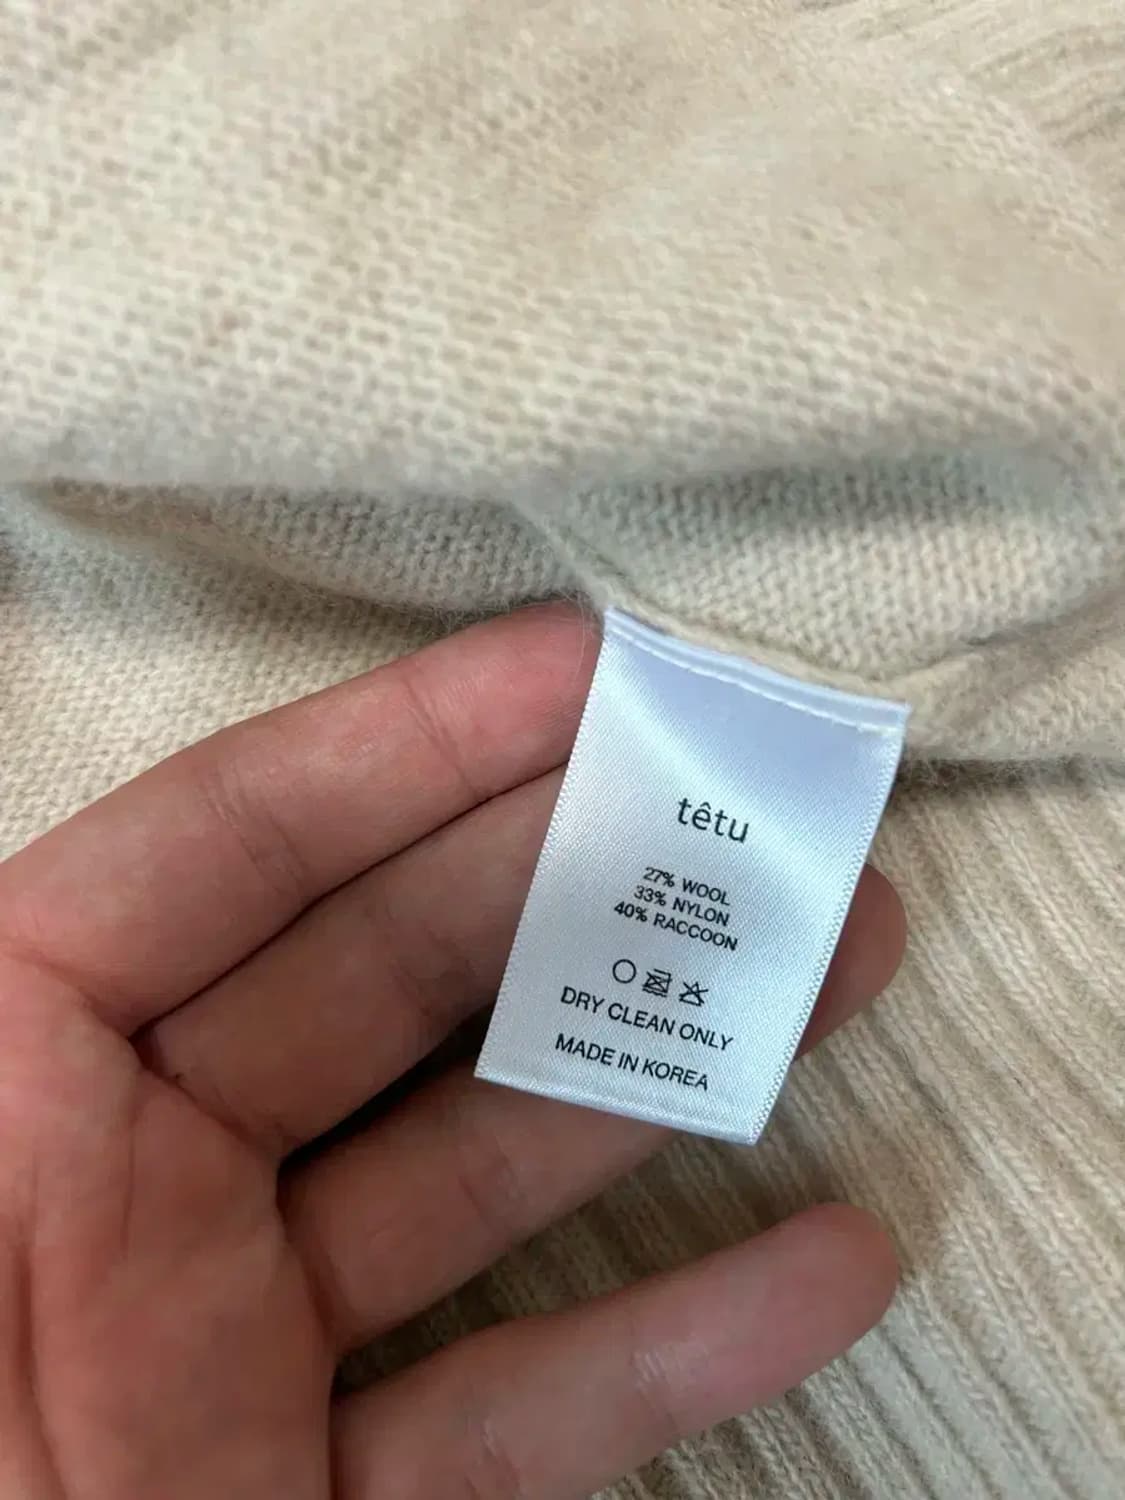 têtu
27% WOOL
33% NYLON
40% RACCOON
DRY CLEAN ONLY
MADE IN KOREA